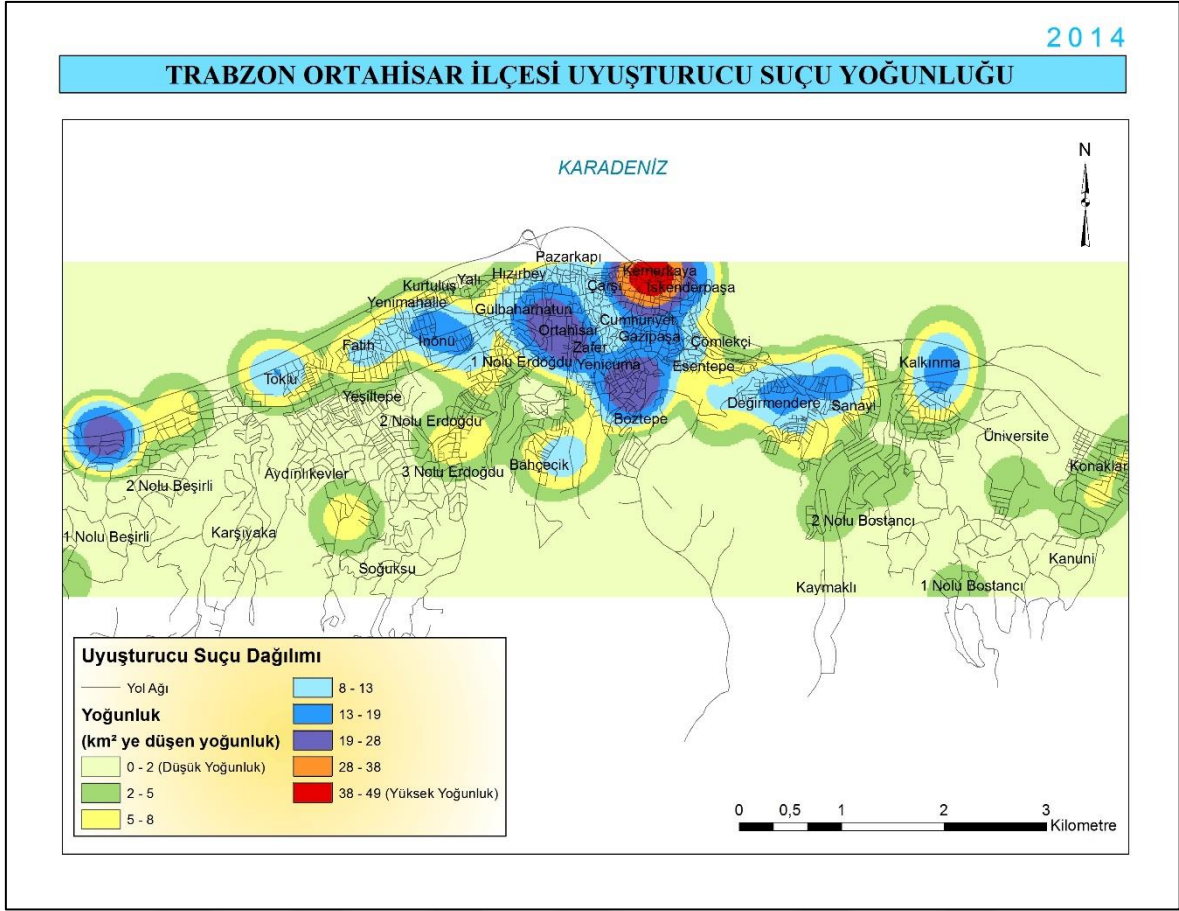 2014
TRABZON ORTAHİSAR İLÇESİ UYUŞTURUCU SUÇU YOĞUNLUĞU
KARADENİZ
N
Pazarkapı
Kemerkaya
Hızırbey
Yalı
Kurtuluş
Çarşı
İskenderpaşa
Yenimahalle
Gülbaharhatun
Cumhuriyet
Ortahisar
Gazipaşa
İnönü
Fatih
Zafer
Çömlekçi
1 Nolu Erdoğdu
Yenicuma
Esentepe
Kalkınma
Toklu
Yeşiltepe
Değirmendere
Sanayi
2 Nolu Erdoğdu
Boztepe
Üniversite
Bahçecik
Konaklar
Aydınlıkevler
3 Nolu Erdoğdu
2 Nolu Beşirli
2 Nolu Bostancı
1 Nolu Beşirli
Karşıyaka
Kanuni
Soğuksu
Kaymaklı
1 Nolu Bostancı
Uyuşturucu Suçu Dağılımı
Yol Ağı
Yoğunluk
(km² ye düşen yoğunluk)
0 - 2 (Düşük Yoğunluk)
2 - 5
5 - 8
8 - 13
13 - 19
19 - 28
28 - 38
38 - 49 (Yüksek Yoğunluk)
0 0,5 1 2 3
Kilometre